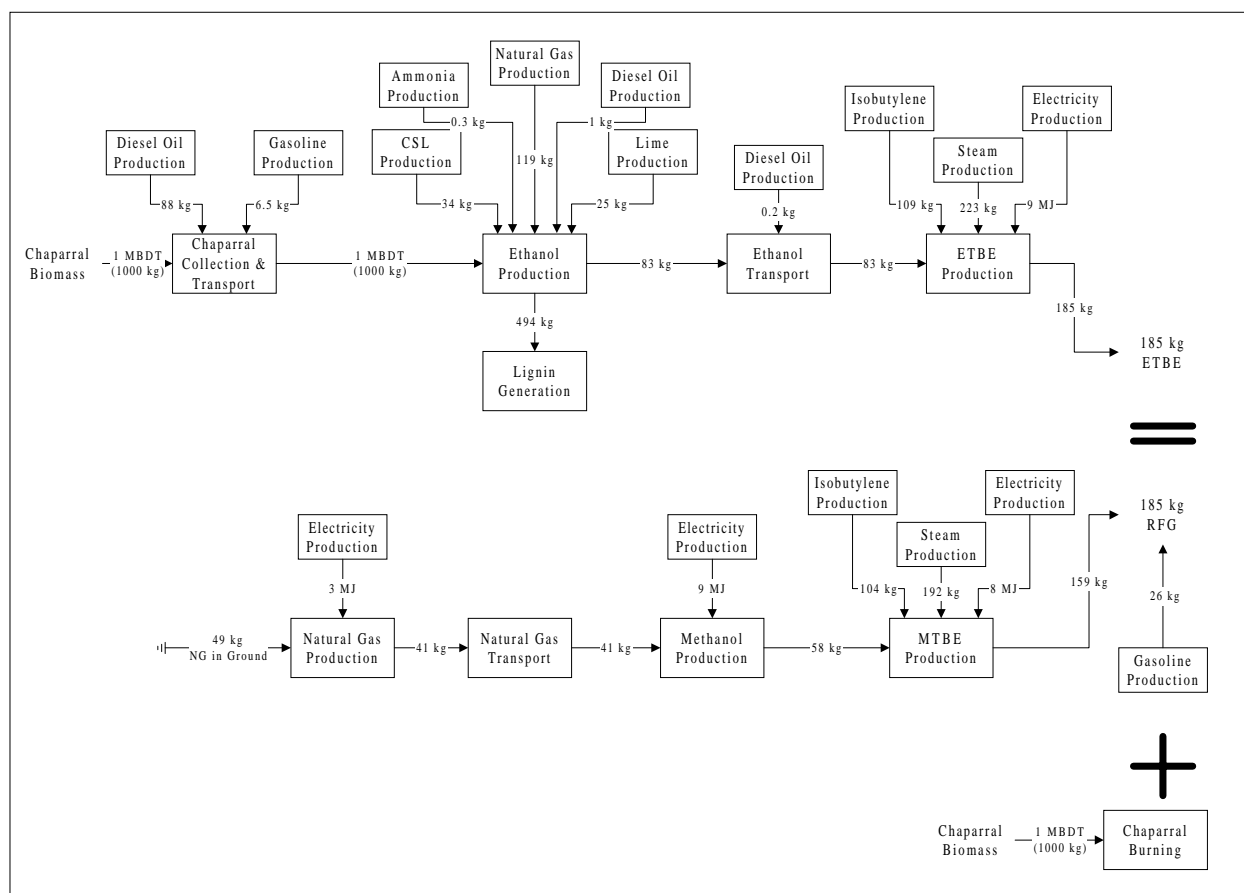 Natural Gas
Production
Ammonia
Production
Diesel Oil
Production
Isobutylene
Production
Electricity
Production
0.3 kg
1 kg
Diesel Oil
Production
Gasoline
Production
CSL
Production
119 kg
Lime
Production
Steam
Production
Diesel Oil
Production
88 kg
6.5 kg
34 kg
25 kg
0.2 kg
109 kg
223 kg
9 MJ
Chaparral
Biomass
1 MBDT
(1000 kg)
Chaparral
Collection &
Transport
1 MBDT
(1000 kg)
Ethanol
Production
83 kg
Ethanol
Transport
83 kg
ETBE
Production
185 kg
494 kg
Lignin
Generation
185 kg
ETBE
=
Isobutylene
Production
Electricity
Production
185 kg
RFG
Electricity
Production
Electricity
Production
Steam
Production
3 MJ
9 MJ
104 kg
192 kg
8 MJ
159 kg
26 kg
49 kg
NG in Ground
Natural Gas
Production
41 kg
Natural Gas
Transport
41 kg
Methanol
Production
58 kg
MTBE
Production
Gasoline
Production
+
Chaparral
Biomass
1 MBDT
(1000 kg)
Chaparral
Burning